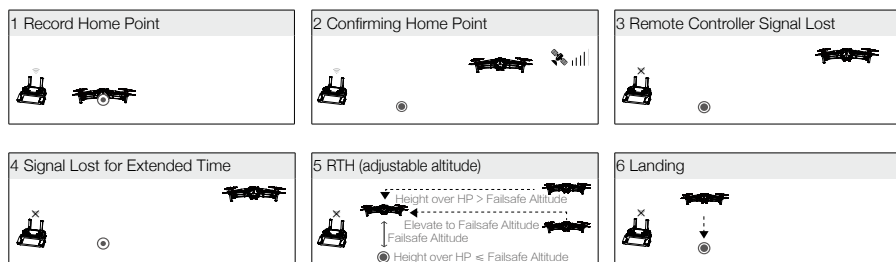 1 Record Home Point
2 Confirming Home Point
3 Remote Controller Signal Lost
4 Signal Lost for Extended Time
5 RTH (adjustable altitude)
Height over HP > Failsafe Altitude
Elevate to Failsafe Altitude
Failsafe Altitude
Height over HP ≤ Failsafe Altitude
6 Landing